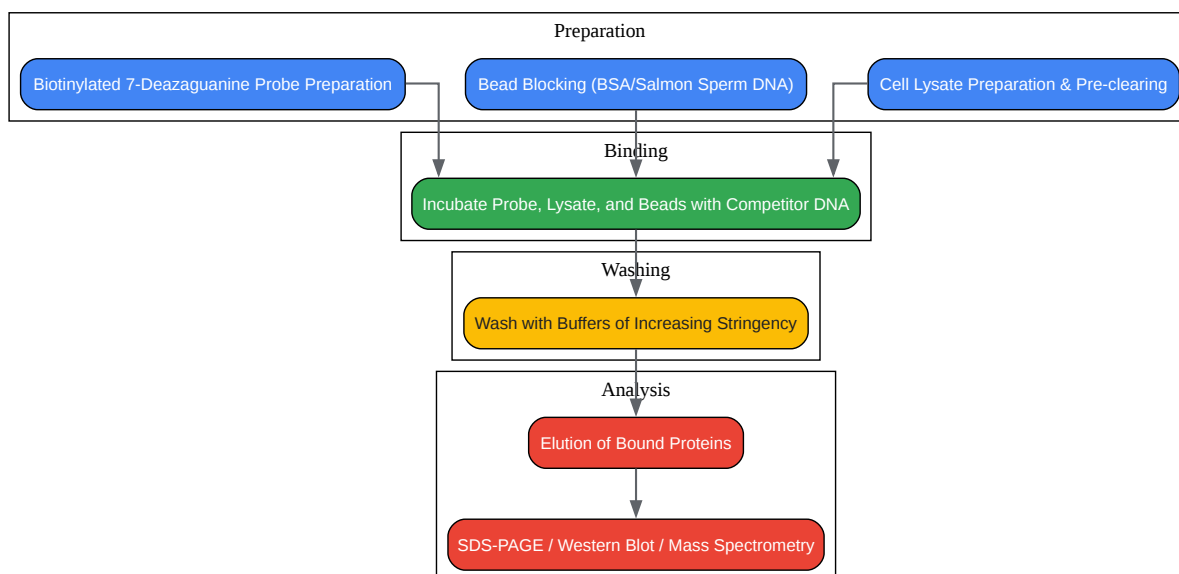 Preparation
Biotinylated 7-Deazaguanine Probe Preparation
Bead Blocking (BSA/Salmon Sperm DNA)
Cell Lysate Preparation & Pre-clearing
Binding
Incubate Probe, Lysate, and Beads with Competitor DNA
Washing
Wash with Buffers of Increasing Stringency
Analysis
Elution of Bound Proteins
SDS-PAGE / Western Blot / Mass Spectrometry